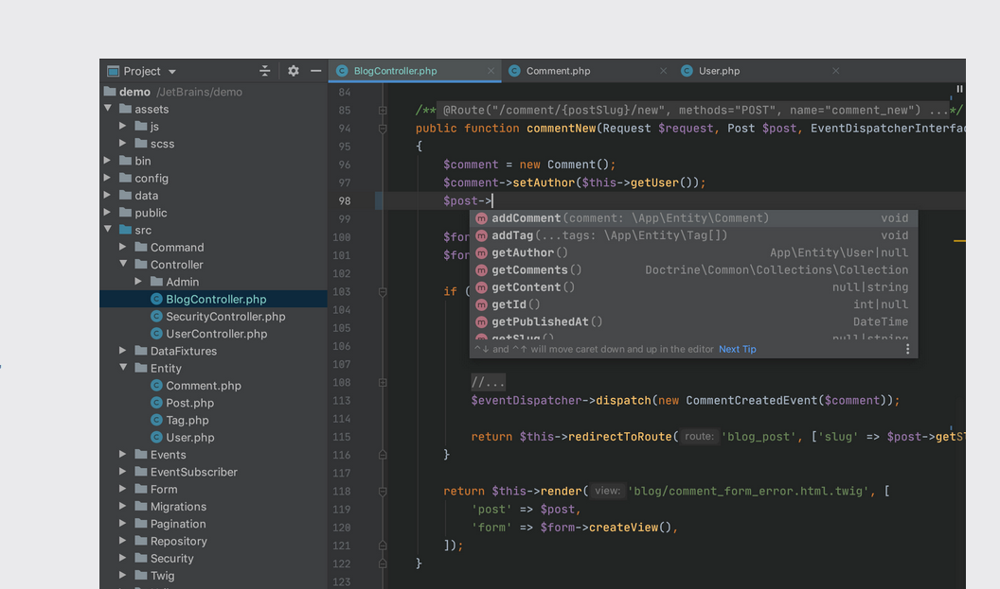 Project
BlogController.php
Comment.php
User.php
demo /JetBrains/demo
assets
js
scss
bin
config
data
public
src
Command
Controller
Admin
BlogController.php
SecurityController.php
UserController.php
DataFixtures
Entity
Comment.php
Post.php
Tag.php
User.php
Events
EventSubscriber
Form
Migrations
Pagination
Repository
Security
Twig
84
85 /** @Route("/comment/{postSlug}/new", methods="POST", name="comment_new") ...*/
94 public function commentNew(Request $request, Post $post, EventDispatcherInterfac
95 {
96 $comment = new Comment();
97 $comment->setAuthor($this->getUser());
98 $post->
99
100 $for
101 $for
102
103 if (
104
105
106
107
108 //...
113 $eventDispatcher->dispatch(new CommentCreatedEvent($comment));
114
115 return $this->redirectToRoute( route: 'blog_post', ['slug' => $post->getSl
116 }
117
118 return $this->render( view: 'blog/comment_form_error.html.twig', [
119 'post' => $post,
120 'form' => $form->createView(),
121 ]);
122 }
123
m addComment(comment: \App\Entity\Comment) void
m addTag(...tags: \App\Entity\Tag[]) void
m getAuthor() App\Entity\User|null
m getComments() Doctrine\Common\Collections\Collection
m getContent() null|string
m getId() int|null
m getPublishedAt() DateTime
m getSlug() null|string
^↓ and ^↑ will move caret down and up in the editor Next Tip